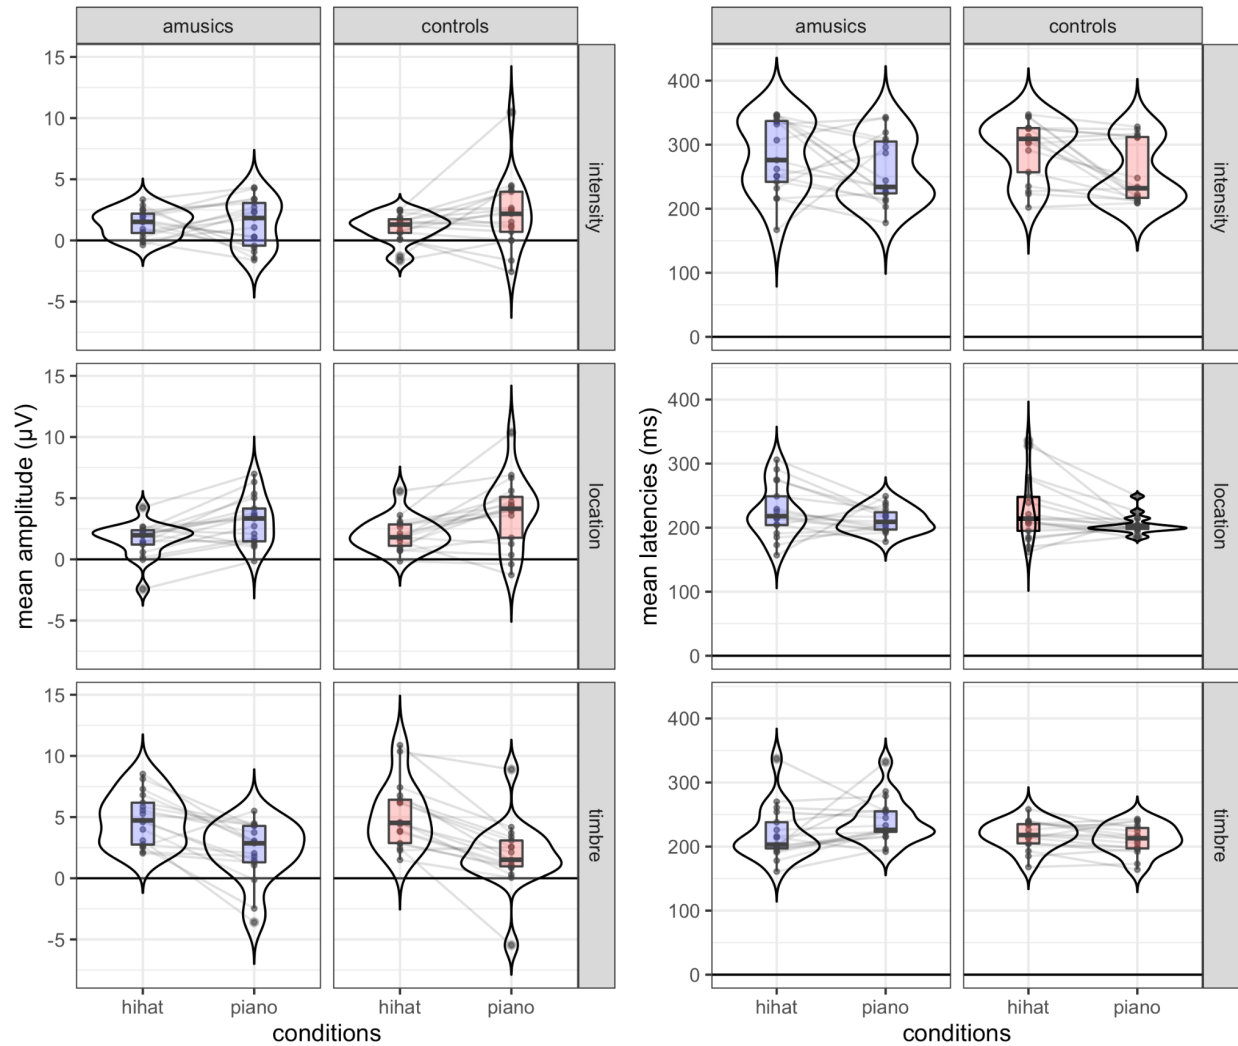 amusics controls amusics controls
15
10
5
0
-5
intensity
400
300
200
100
0
intensity
mean amplitude (µV)
15
10
5
0
-5
location
mean latencies (ms)
400
300
200
100
0
location
15
10
5
0
-5
timbre
400
300
200
100
0
timbre
hihat piano hihat piano hihat piano hihat piano
conditions conditions